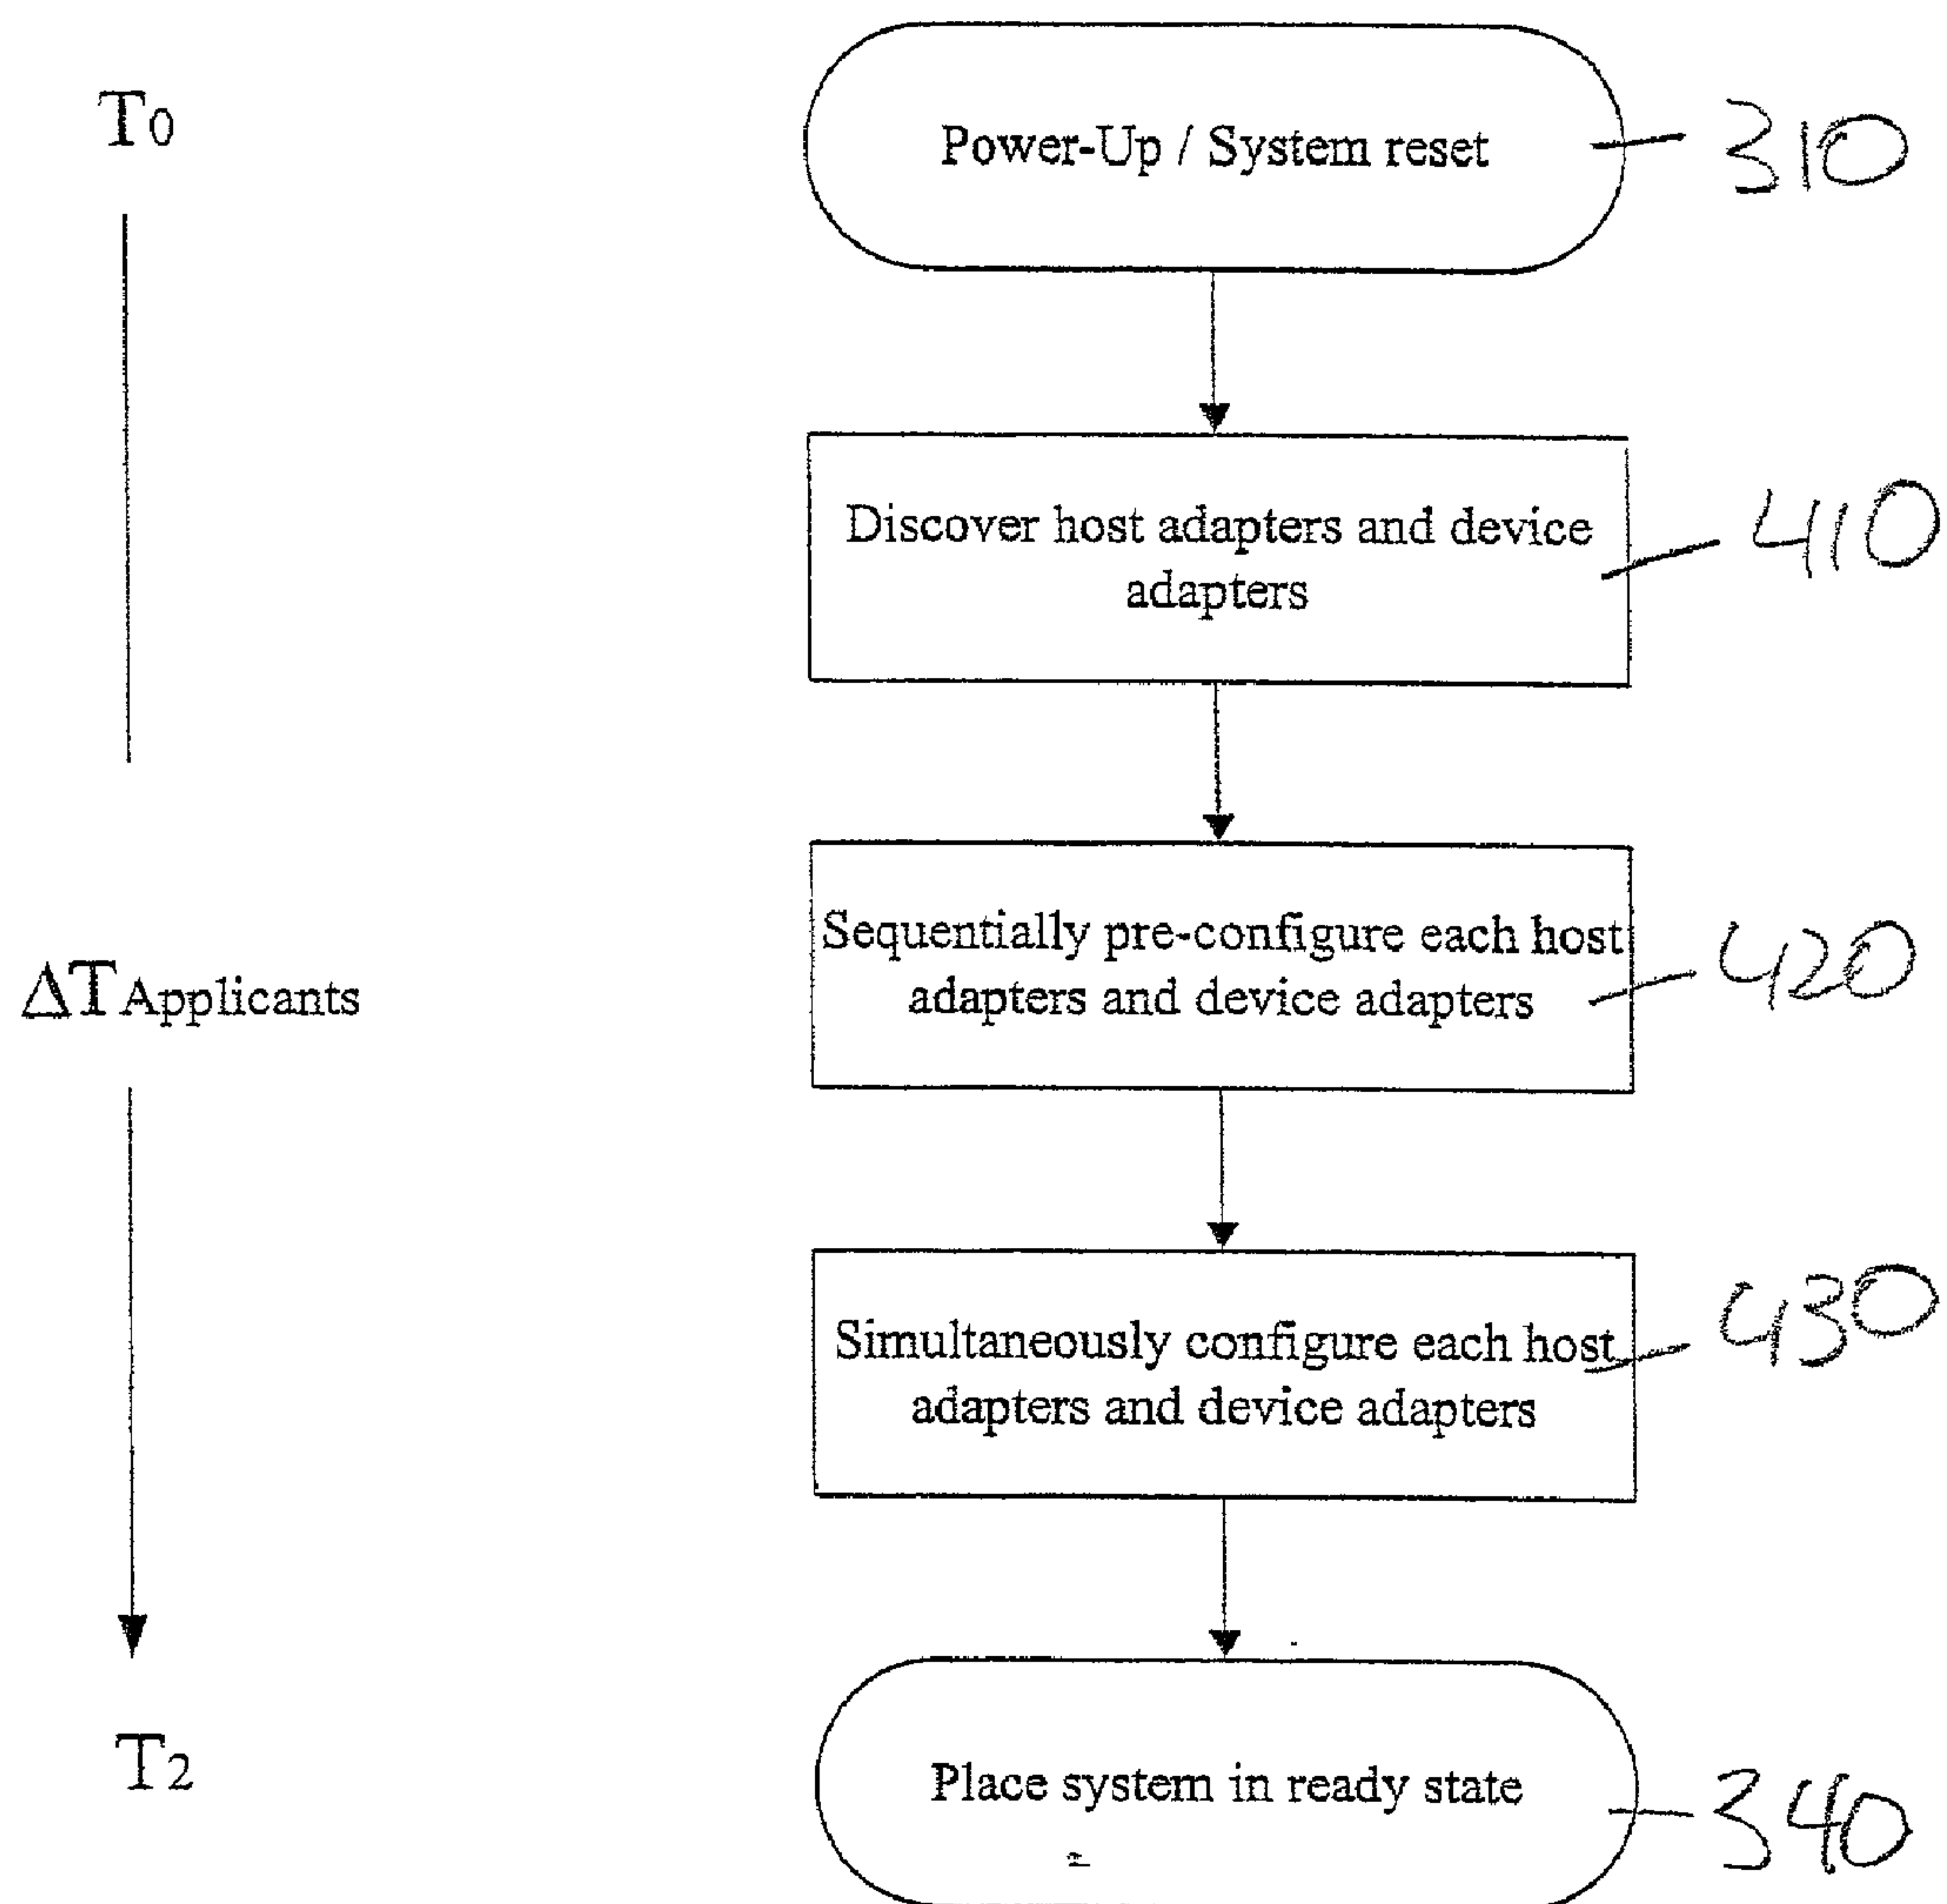 T0
Power-Up / System reset
310
Discover host adapters and device
adapters
410
ΔT Applicants
Sequentially pre-configure each host
adapters and device adapters
420
Simultaneously configure each host
adapters and device adapters
430
T2
Place system in ready state
340